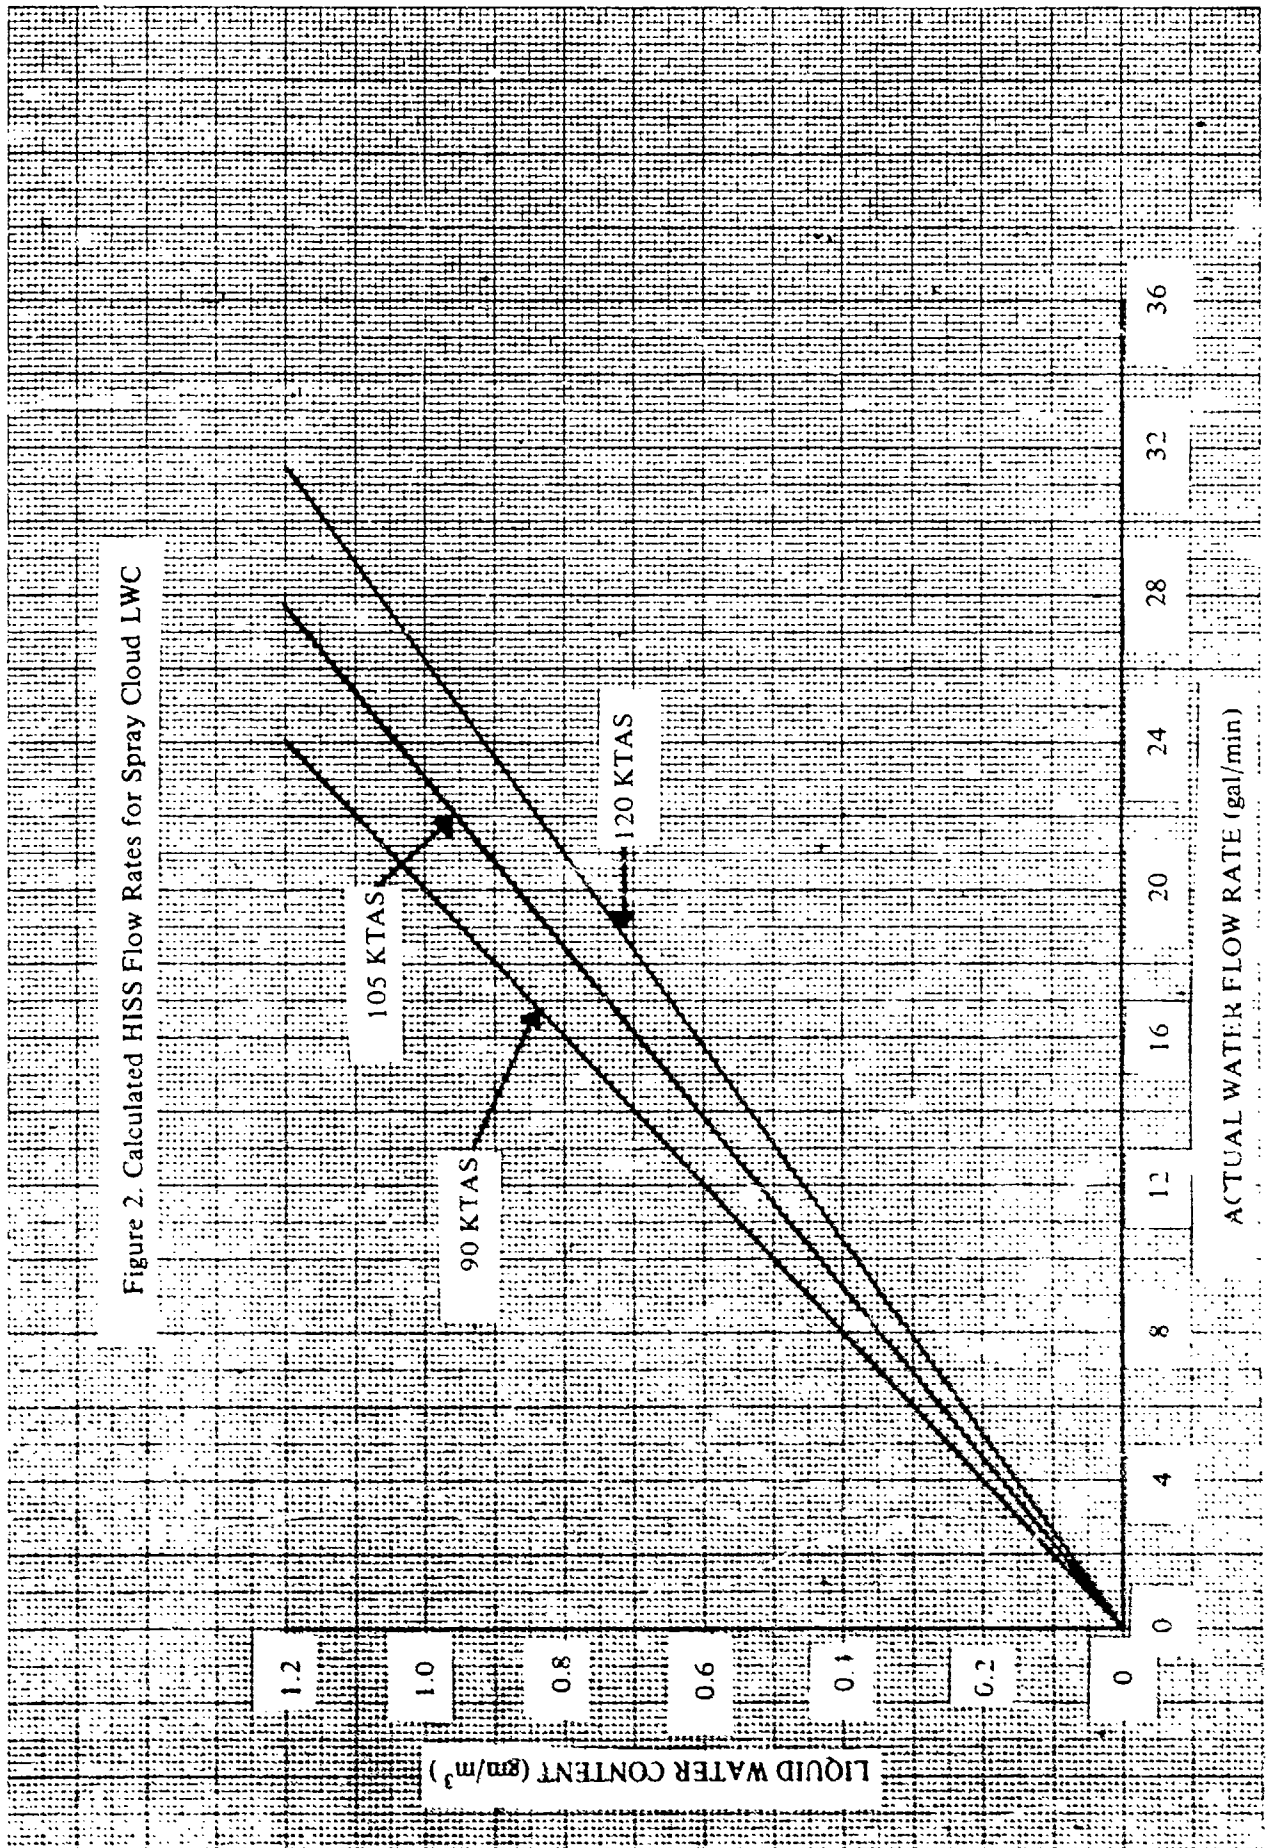 Figure 2. Calculated HISS Flow Rates for Spray Cloud LWC
LIQUID WATER CONTENT (gm/m³)
1.2
1.0
0.8
0.6
0.2
0
90 KTAS
105 KTAS
120 KTAS
0 4 8 12 16 20 24 28 32 36
ACTUAL WATER FLOW RATE (gal/min)